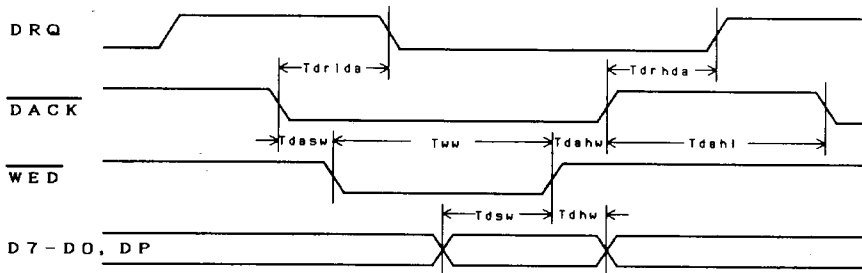 DRQ
Tdrlda
Tdrhda
DACK
Tdasw
Tww
Tdahw
Tdahl
WED
Tdsw
Tdhw
D7-D0, DP